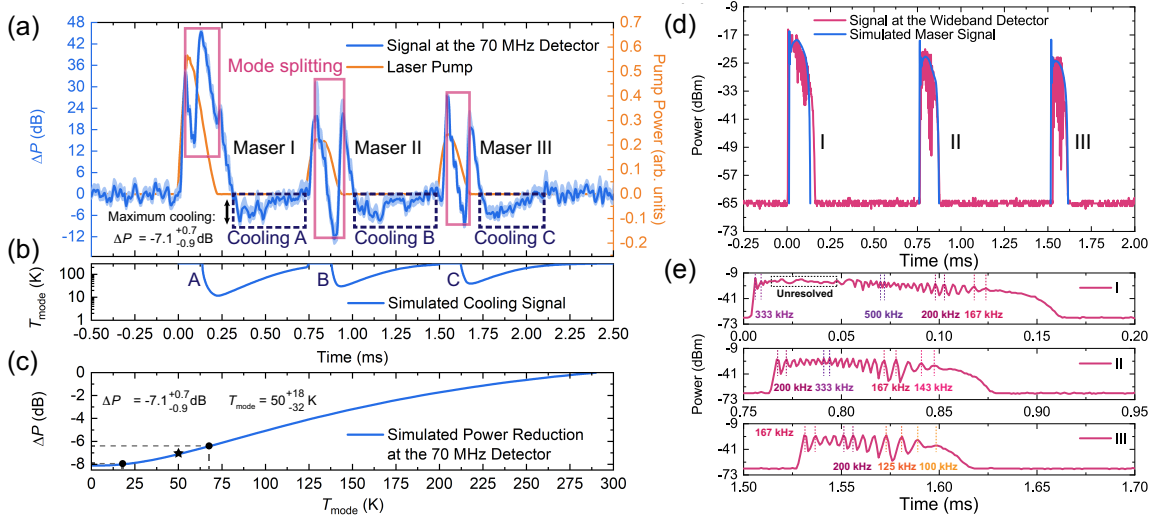 (a)
48
42
36
30
24
18
12
6
0
-6
-12
ΔP (dB)
Signal at the 70 MHz Detector
Laser Pump
Mode splitting
Maser I
Maser II
Maser III
Maximum cooling:
ΔP = -7.1 +0.7 -0.9 dB
Cooling A
Cooling B
Cooling C
0.7
0.6
0.5
0.4
0.3
0.2
0.1
0.0
-0.1
-0.2
Pump Power (arb. units)
(b)
100
10
1
T mode (K)
A
B
C
Simulated Cooling Signal
-0.50
-0.25
0.00
0.25
0.50
0.75
1.00
1.25
1.50
1.75
2.00
2.25
2.50
Time (ms)
(c)
0
-2
-4
-6
-8
ΔP (dB)
ΔP = -7.1 +0.7 -0.9 dB T mode = 50 +18 -32 K
Simulated Power Reduction
at the 70 MHz Detector
0
25
50
75
100
125
150
175
200
225
250
275
300
T mode (K)
(d)
-9
-17
-25
-33
-41
-49
-57
-65
-73
Power (dBm)
Signal at the Wideband Detector
Simulated Maser Signal
I
II
III
-0.25
0.00
0.25
0.50
0.75
1.00
1.25
1.50
1.75
2.00
Time (ms)
(e)
-9
-41
-73
Unresolved
I
333 kHz
500 kHz
200 kHz
167 kHz
0.00
0.05
0.10
0.15
0.20
Power (dBm)
-9
-41
-73
II
200 kHz
333 kHz
167 kHz
143 kHz
0.75
0.80
0.85
0.90
0.95
-9
-41
-73
167 kHz
III
200 kHz
125 kHz
100 kHz
1.50
1.55
1.60
1.65
1.70
Time (ms)